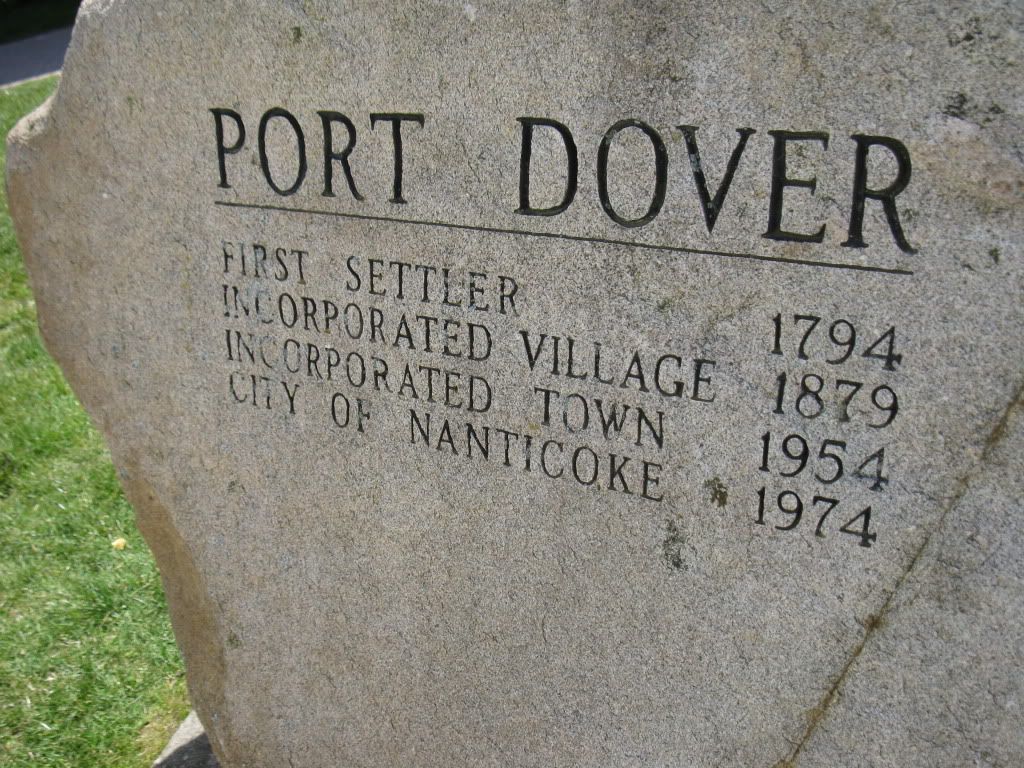 PORT DOVER
FIRST SETTLER 1794
INCORPORATED VILLAGE 1879
INCORPORATED TOWN 1954
CITY OF NANTICOKE 1974